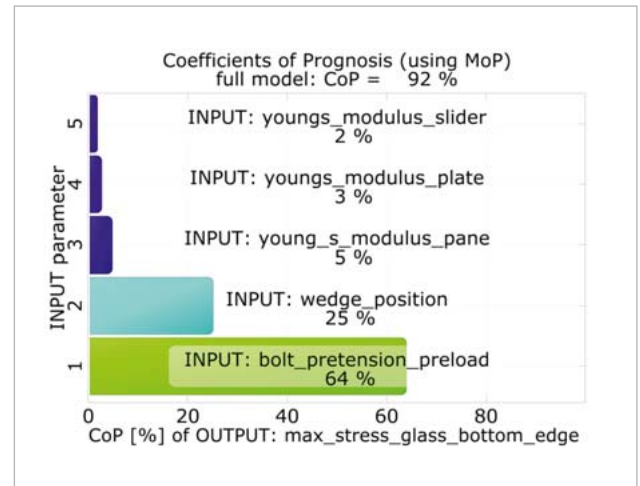 Coefficients of Prognosis (using MoP)
full model: CoP = 92 %
INPUT parameter
5
INPUT: youngs_modulus_slider
2 %
4
INPUT: youngs_modulus_plate
3 %
3
INPUT: young_s_modulus_pane
5 %
2
INPUT: wedge_position
25 %
1
INPUT: bolt_pretension_preload
64 %
0 20 40 60 80
CoP [%] of OUTPUT: max_stress_glass_bottom_edge